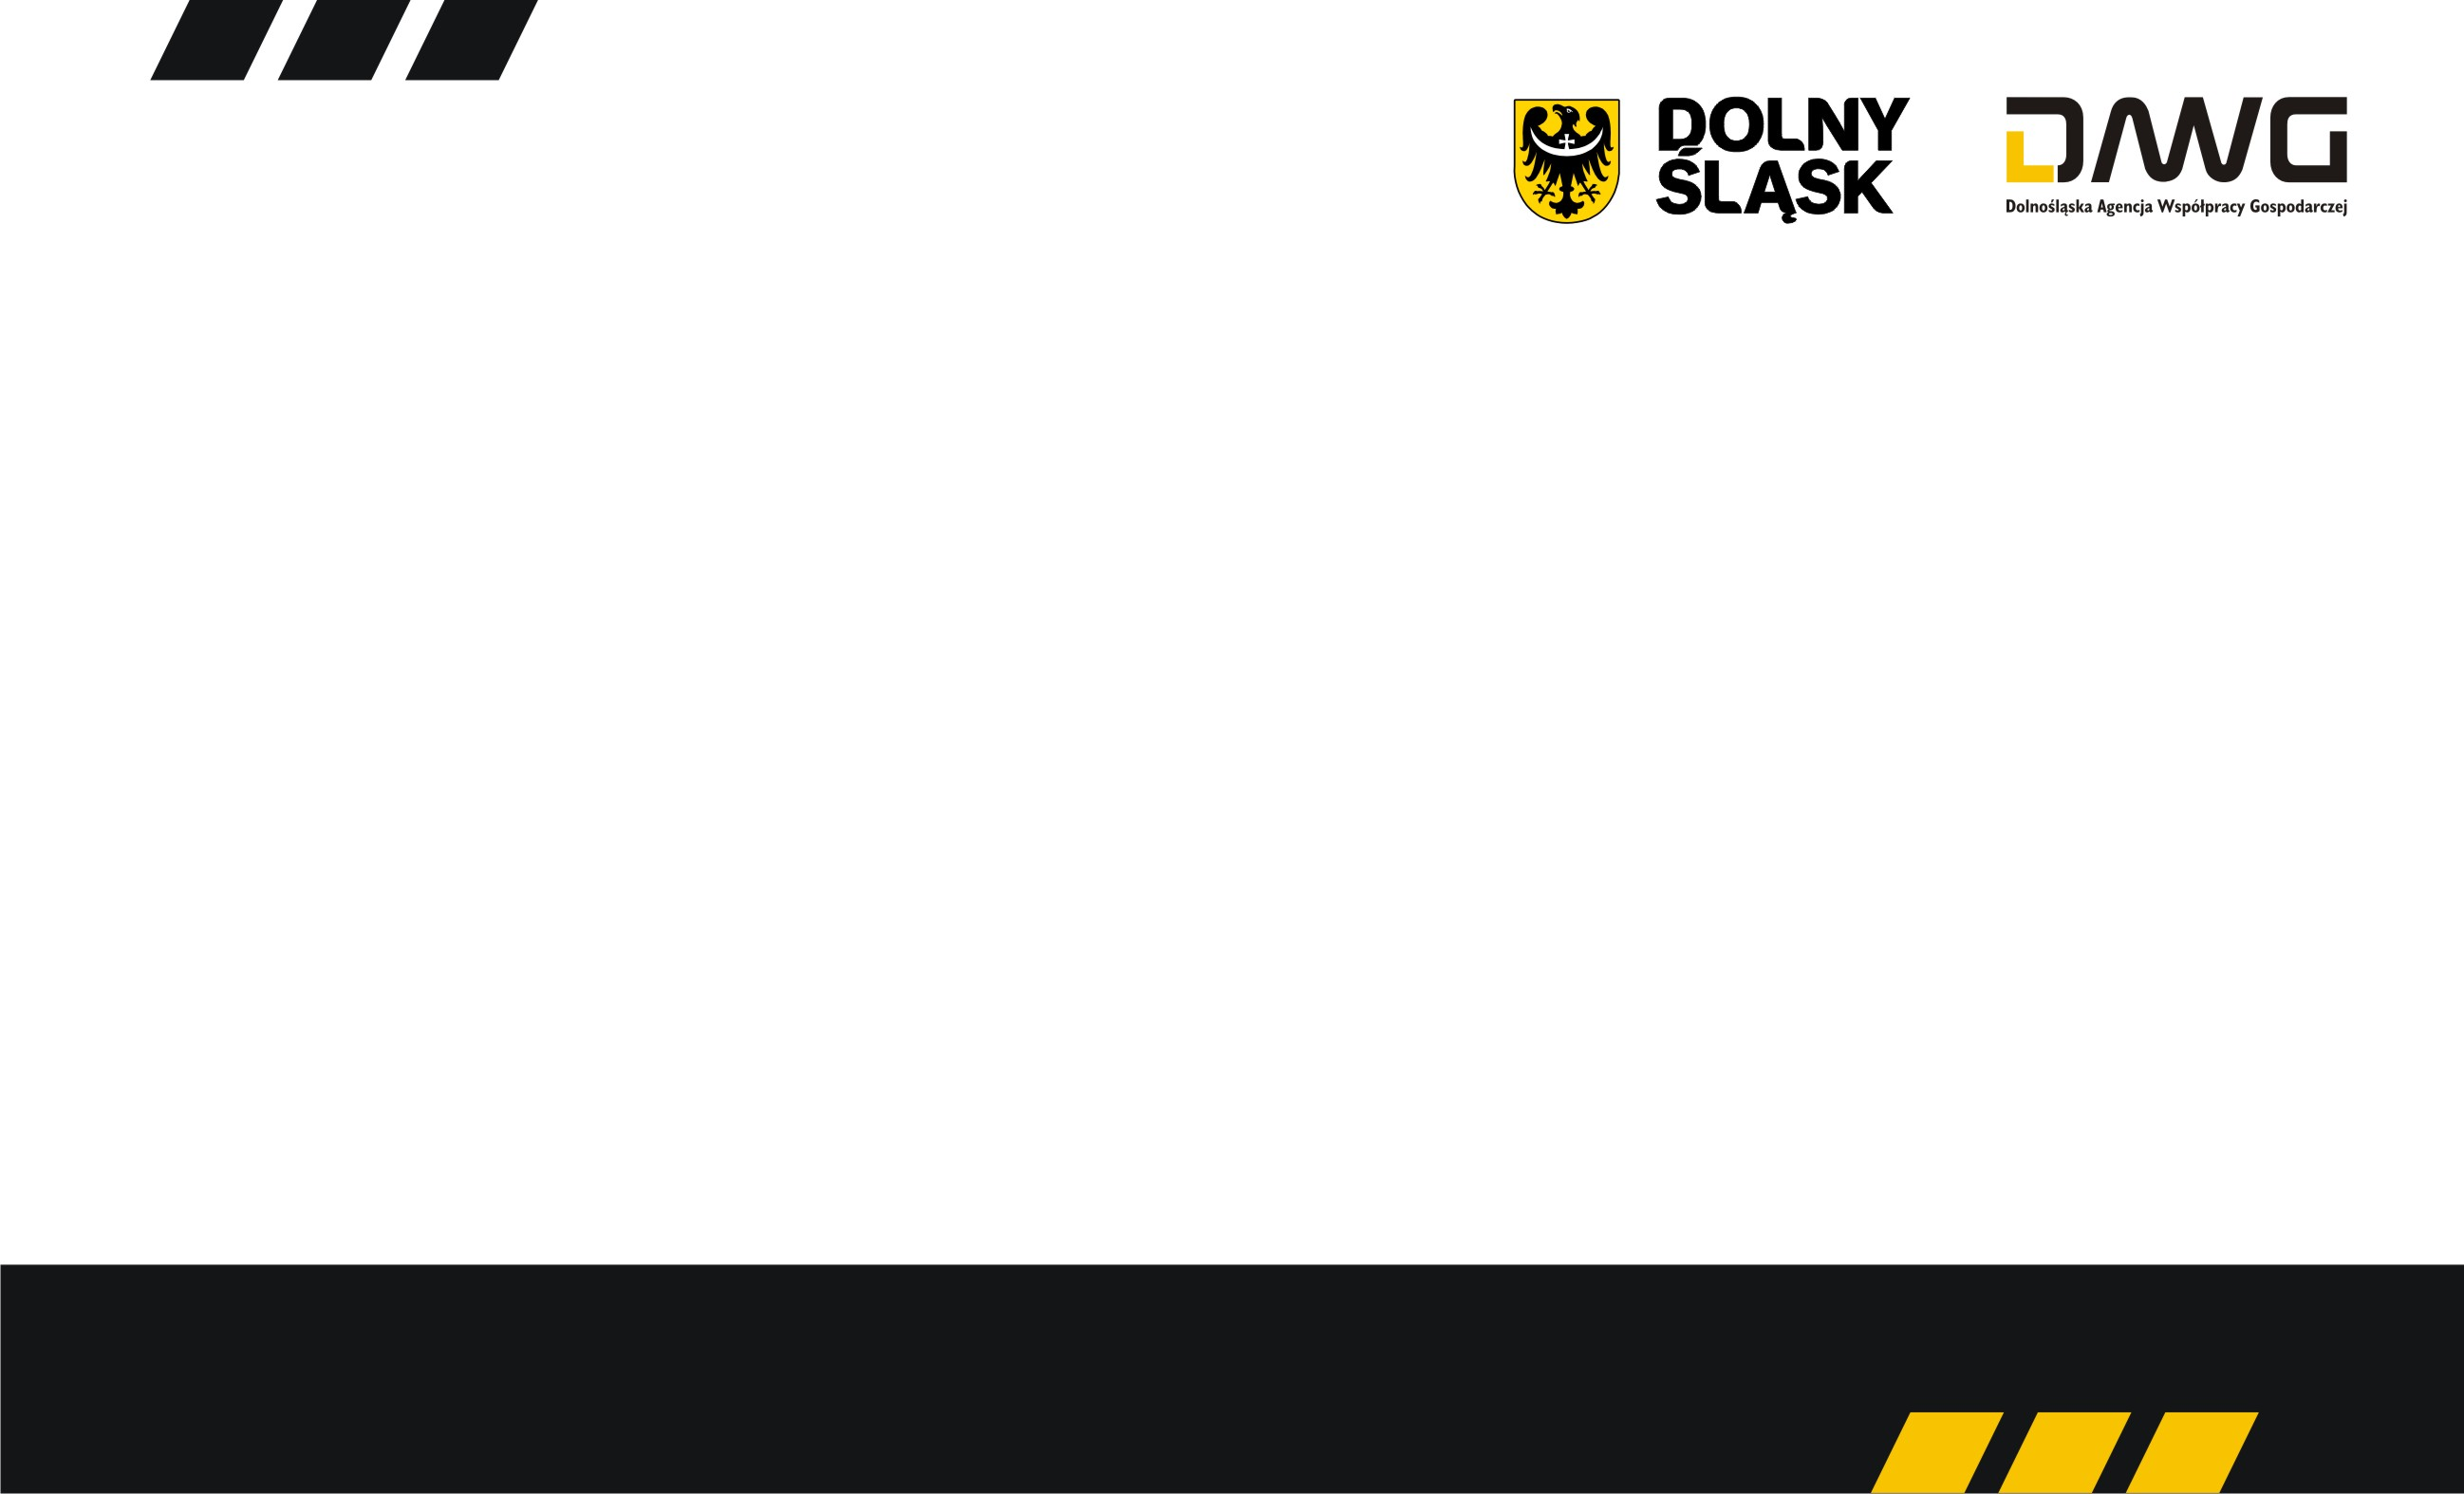 DOLNY
ŚLĄSK
DAWG
Dolnośląska Agencja Współpracy Gospodarczej